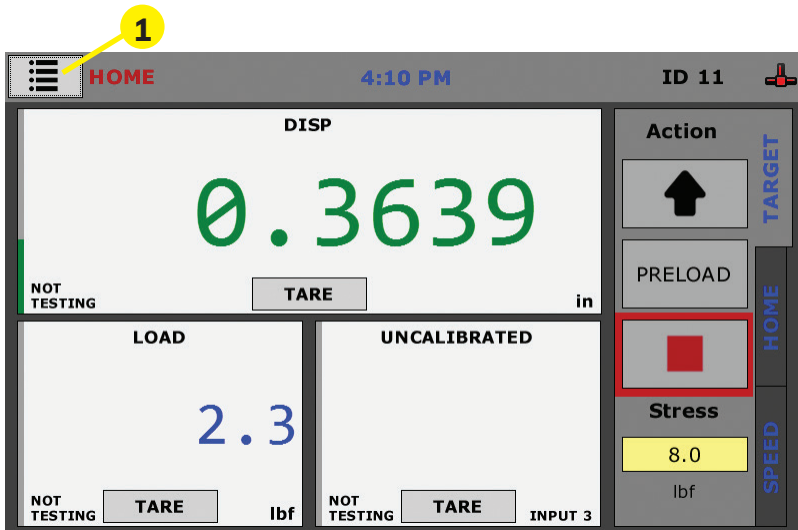 1
HOME
4:10 PM
ID 11
DISP
0.3639
NOT
TESTING
TARE
in
LOAD
2.3
NOT
TESTING
TARE
lbf
UNCALIBRATED
NOT
TESTING
TARE
INPUT 3
Action
PRELOAD
Stress
8.0
lbf
TARGET
HOME
SPEED